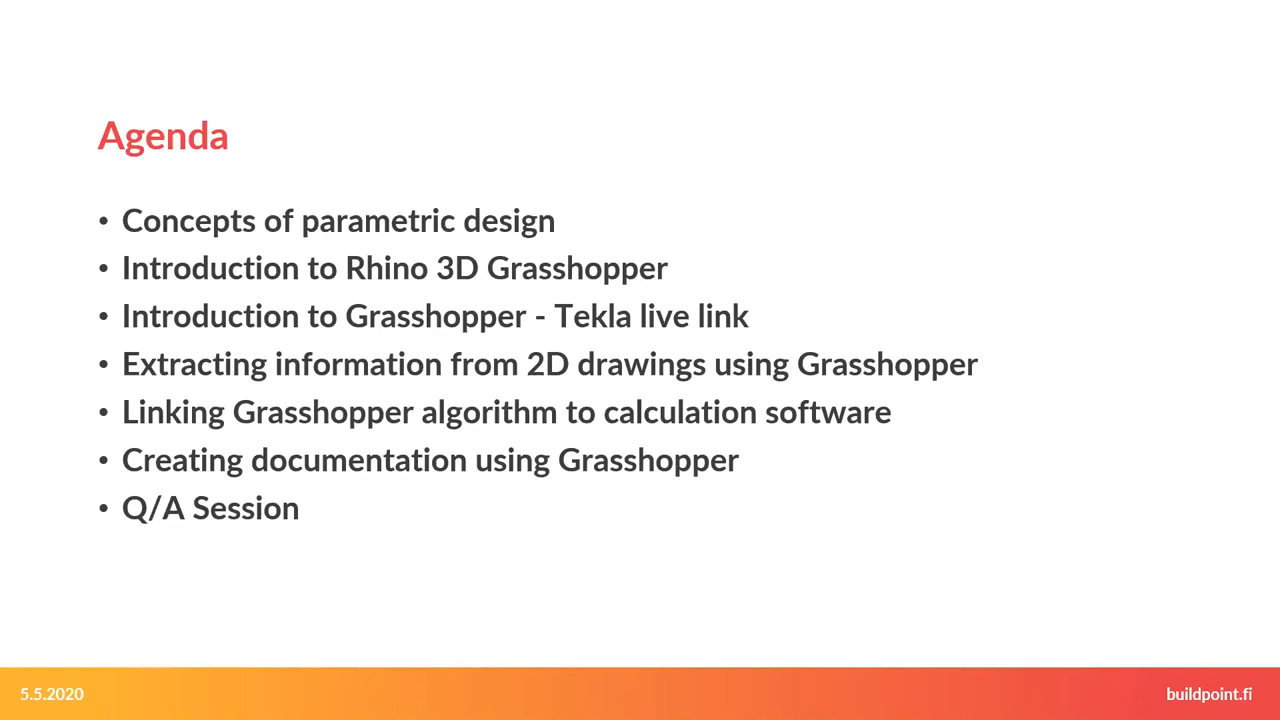 Agenda
• Concepts of parametric design
• Introduction to Rhino 3D Grasshopper
• Introduction to Grasshopper - Tekla live link
• Extracting information from 2D drawings using Grasshopper
• Linking Grasshopper algorithm to calculation software
• Creating documentation using Grasshopper
• Q/A Session
5.5.2020
buildpoint.fi